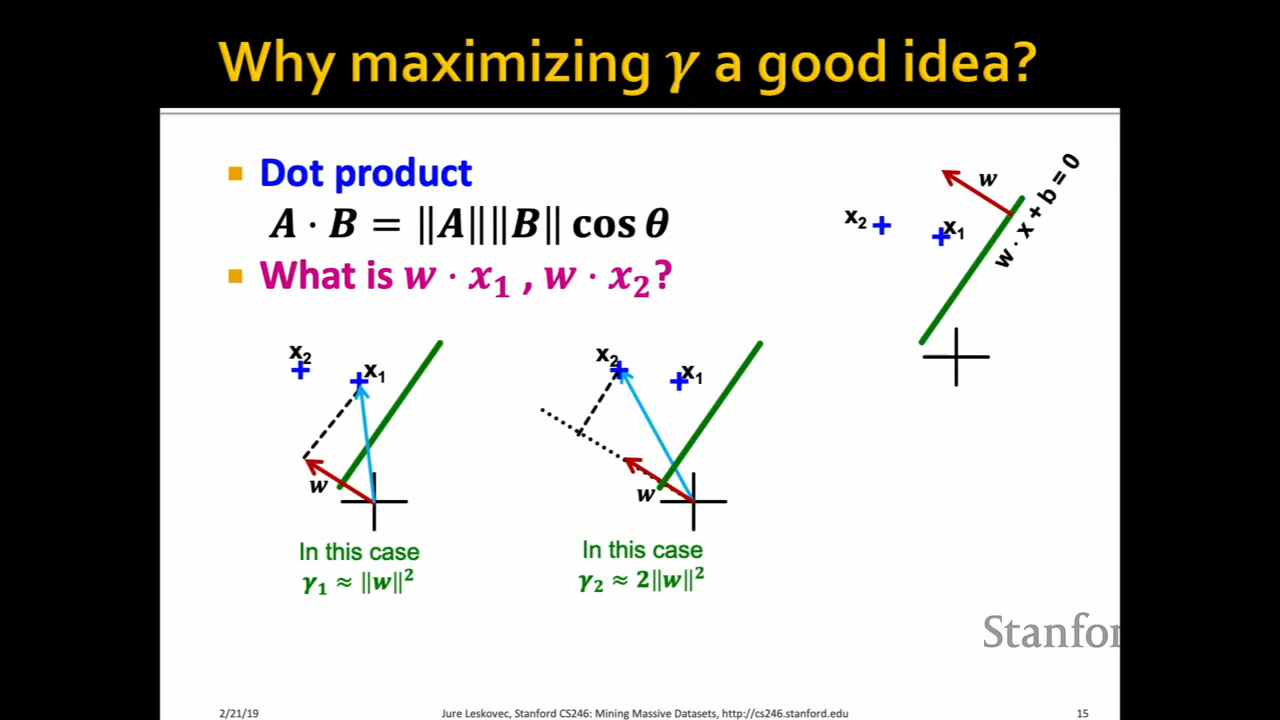 Why maximizing γ a good idea?
Dot product
A · B = ‖A‖‖B‖ cos θ
What is w · x₁ , w · x₂?
w
x₂
x₁
w · x + b = 0
x₂
x₁
w
In this case
γ₁ ≈ ‖w‖²
x₂
x₁
w
In this case
γ₂ ≈ 2‖w‖²
Stanfor
2/21/19
Jure Leskovec, Stanford CS246: Mining Massive Datasets, http://cs246.stanford.edu
15